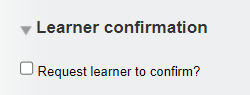 Learner confirmation
Request learner to confirm?